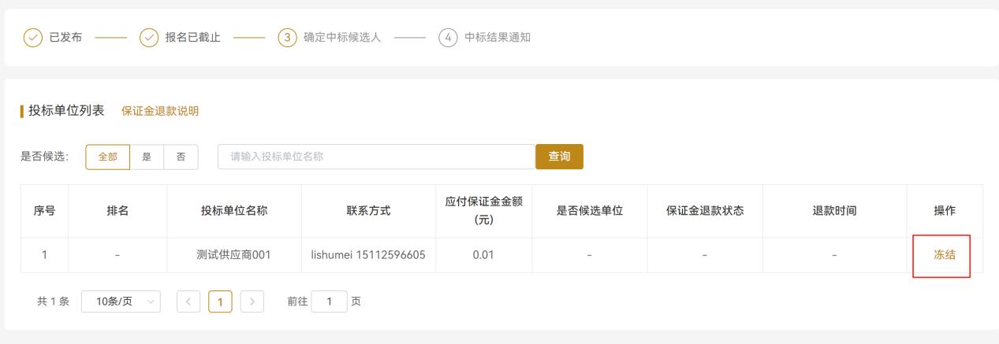 已发布 报名已截止 3 确定中标候选人 4 中标结果通知
投标单位列表 保证金退款说明
是否候选: 全部 是 否 请输入投标单位名称 查询
序号 排名 投标单位名称 联系方式 应付保证金金额 是否候选单位 保证金退款状态 退款时间 操作
(元)
1 - 测试供应商001 lishumei 15112596605 0.01 - - - 冻结
共 1 条 10条/页 1 前往 1 页